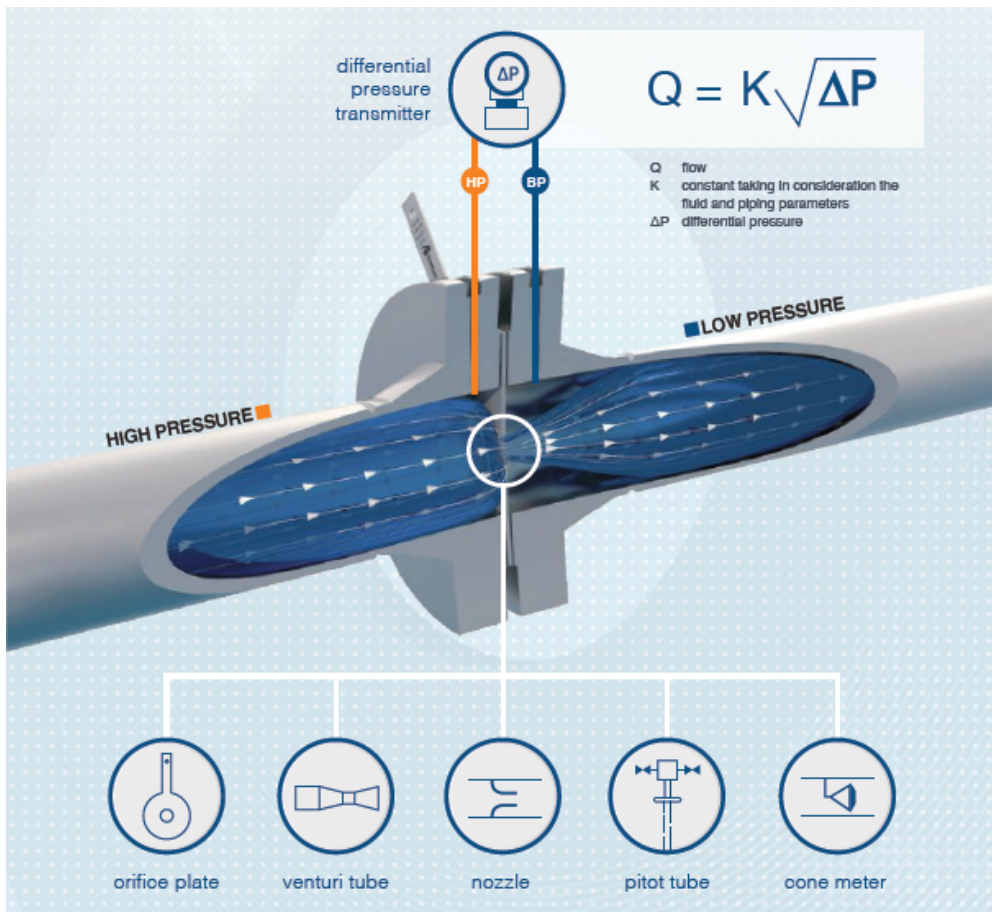 differential
pressure
transmitter
ΔP
Q = K√ΔP
HP
BP
Q flow
K constant taking in consideration the
fluid and piping parameters
ΔP differential pressure
LOW PRESSURE
HIGH PRESSURE
orifice plate
venturi tube
nozzle
pitot tube
cone meter